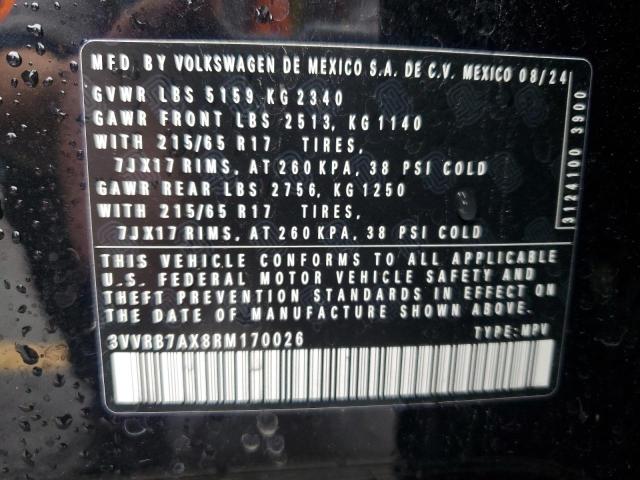 MFD. BY VOLKSWAGEN DE MEXICO S.A. DE C.V. MEXICO 08/24
GVWR LBS 5159 KG 2340
GAWR FRONT LBS 2513, KG 1140
WITH 215/65 R17 TIRES,
7JX17 RIMS, AT 260 KPA, 38 PSI COLD
GAWR REAR LBS 2756, KG 1250
WITH 215/65 R17 TIRES,
7JX17 RIMS, AT 260 KPA, 38 PSI COLD
3124100 3900
THIS VEHICLE CONFORMS TO ALL APPLICABLE
U.S. FEDERAL MOTOR VEHICLE SAFETY AND
THEFT PREVENTION STANDARDS IN EFFECT ON
THE DATE OF MANUFACTURE SHOWN ABOVE.
3VVRB7AX8RM170026 TYPE: MPV